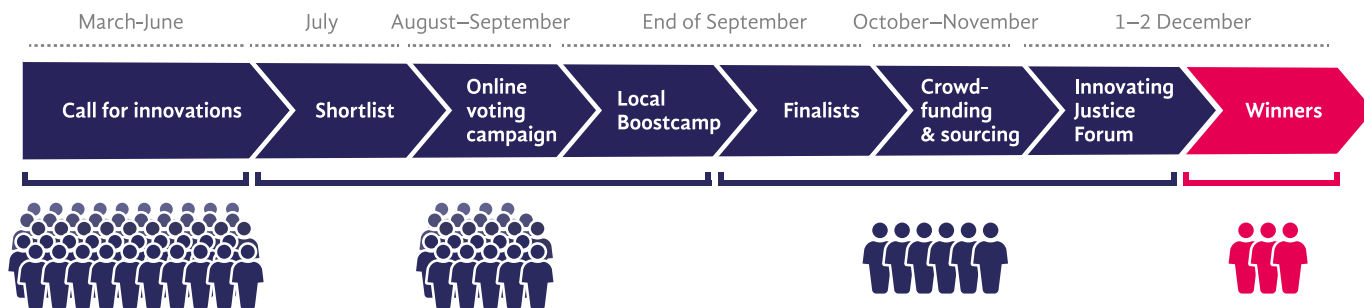 March-June
July
August—September
End of September
October—November
1—2 December
Call for innovations
Shortlist
Online
voting
campaign
Local
Boostcamp
Finalists
Crowd-
funding
& sourcing
Innovating
Justice
Forum
Winners